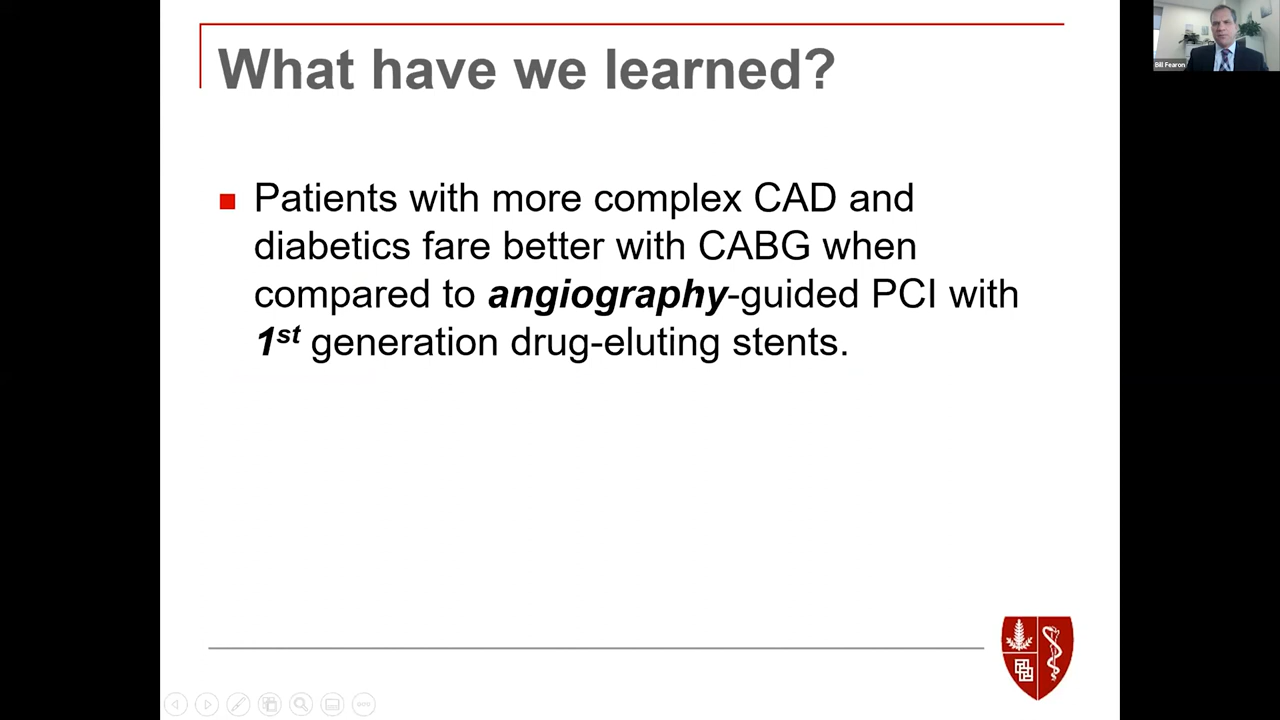 What have we learned?
Bill Fearon
Patients with more complex CAD and
diabetics fare better with CABG when
compared to angiography-guided PCI with
1st generation drug-eluting stents.